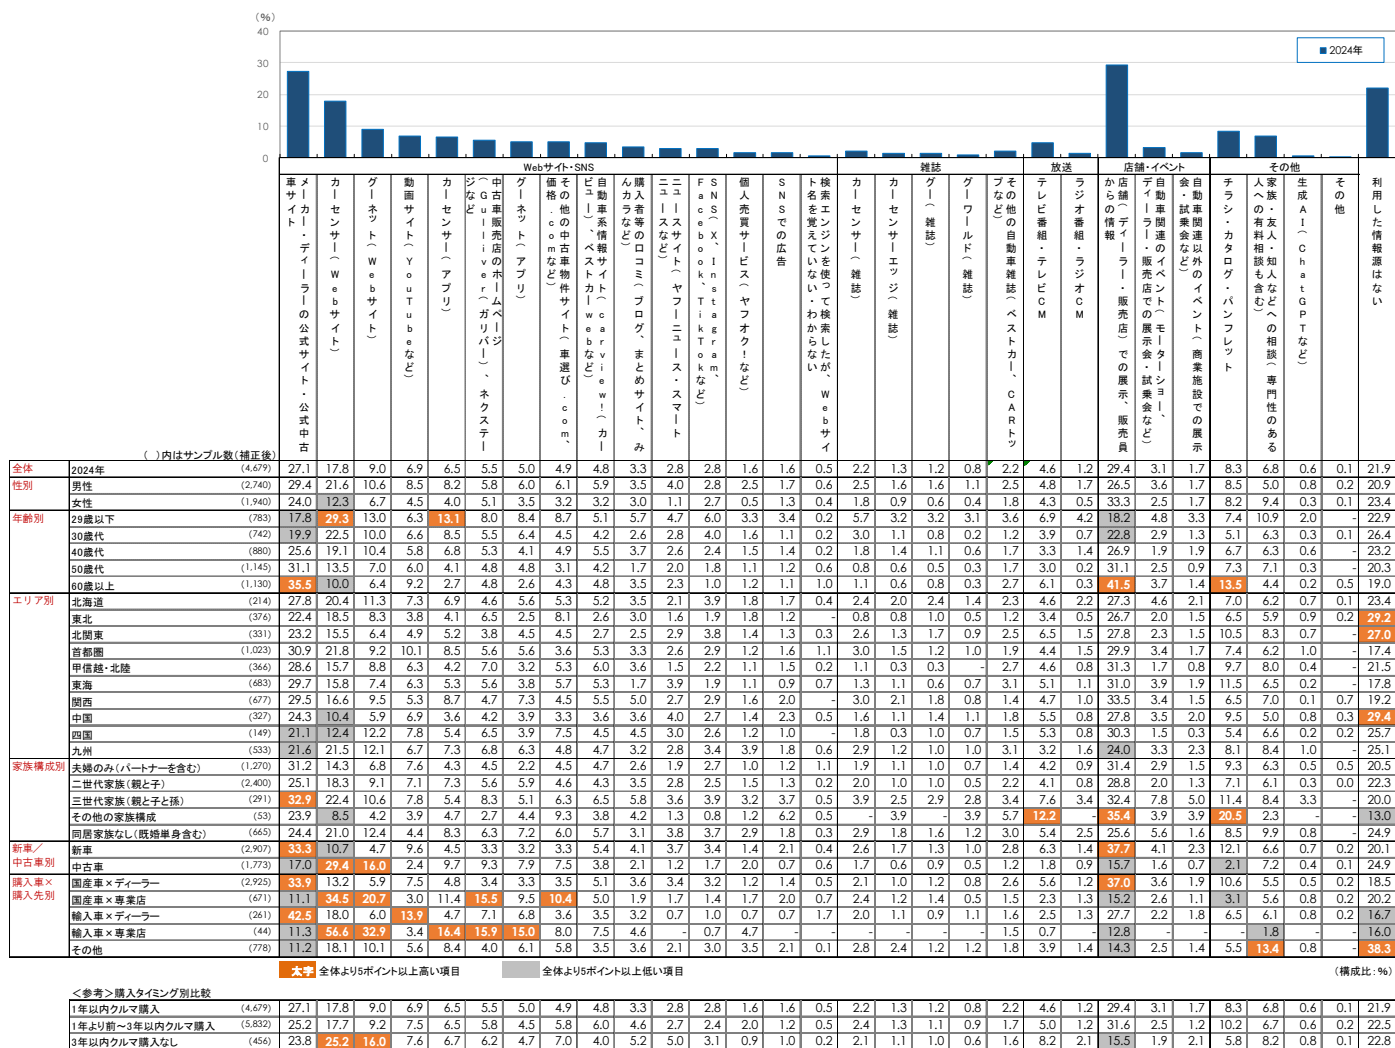 (%)
40
30
20
10
0
■2024年
Webサイト・SNS 雑誌 放送 店舗・イベント その他
メーカー・ディーラーの公式サイト・公式中古車サイト
カーセンサー(Webサイト)
グーネット(Webサイト)
動画サイト(YouTubeなど)
カーセンサー(アプリ)
中古車販売店のホームページ(Gulliver(ガリバー)、ネクステージなど
グーネット(アプリ)
その他の中古車物件サイト(車選び.com、価格.comなど)
自動車系情報サイト(carview!(カービュー)、ベストカーwebなど)
購入者等の口コミ(ブログ、まとめサイト、みんカラなど)
ニュースサイト(ヤフーニュース・スマートニュースなど)
SNS(X、Instagram、Facebook、TikTokなど)
個人売買サービス(ヤフオク!など)
SNSでの広告
検索エンジンを使って検索したが、Webサイト名を覚えていない・わからない
カーセンサー(雑誌)
カーセンサーエッジ(雑誌)
グー(雑誌)
グーワールド(雑誌)
その他の自動車雑誌(ベストカー、CARトップなど)
テレビ番組・テレビCM
ラジオ番組・ラジオCM
店舗(ディーラー・販売店)での展示、販売員からの情報
自動車関連のイベント(モーターショー、ディーラー・販売店での展示会・試乗会など)
自動車関連以外のイベント(商業施設での展示会・試乗会など)
チラシ・カタログ・パンフレット
家族・友人・知人などへの相談(専門性のある人への有料相談も含む)
生成AI(ChatGPTなど)
その他
利用した情報源はない
( )内はサンプル数(補正後)
全体 2024年 (4,679) 27.1 17.8 9.0 6.9 6.5 5.5 5.0 4.9 4.8 3.3 2.8 2.8 1.6 1.6 0.5 2.2 1.3 1.2 0.8 2.2 4.6 1.2 29.4 3.1 1.7 8.3 6.8 0.6 0.1 21.9
性別 男性 (2,740) 29.4 21.6 10.6 8.5 8.2 5.8 6.0 6.1 5.9 3.5 4.0 2.8 2.5 1.7 0.6 2.5 1.6 1.6 1.1 2.5 4.8 1.7 26.5 3.6 1.7 8.5 5.0 0.8 0.2 20.9
女性 (1,940) 24.0 12.3 6.7 4.5 4.0 5.1 3.5 3.2 3.2 3.0 1.1 2.7 0.5 1.3 0.4 1.8 0.9 0.6 0.4 1.8 4.3 0.5 33.3 2.5 1.7 8.2 9.4 0.3 0.1 23.4
年齢別 29歳以下 (783) 17.8 29.3 13.0 6.3 13.1 8.0 8.4 8.7 5.1 5.7 4.7 6.0 3.3 3.4 0.2 5.7 3.2 3.2 3.1 3.6 6.9 4.2 18.2 4.8 3.3 7.4 10.9 2.0 - 22.9
30歳代 (742) 19.9 22.5 10.0 6.6 8.5 5.5 6.4 4.5 4.2 2.6 2.8 4.0 1.6 1.1 0.2 3.0 1.1 0.8 0.2 1.2 3.9 0.7 22.8 2.9 1.3 5.1 6.3 0.3 0.1 26.4
40歳代 (880) 25.6 19.1 10.4 5.8 6.8 5.3 4.1 4.9 5.5 3.7 2.6 2.4 1.5 1.4 0.2 1.8 1.4 1.1 0.6 1.7 3.3 1.4 26.9 1.9 1.9 6.7 6.3 0.6 - 23.2
50歳代 (1,145) 31.1 13.5 7.0 6.0 4.1 4.8 4.8 3.1 4.2 1.7 2.0 1.8 1.1 1.2 0.6 0.8 0.6 0.5 0.3 1.7 3.0 0.2 31.1 2.5 0.9 7.3 7.1 0.3 - 20.3
60歳以上 (1,130) 35.5 10.0 6.4 9.2 2.7 4.8 2.6 4.3 4.8 3.5 2.3 1.0 1.2 1.1 1.0 1.1 0.6 0.8 0.3 2.7 6.1 0.3 41.5 3.7 1.4 13.5 4.4 0.2 0.5 19.0
エリア別 北海道 (214) 27.8 20.4 11.3 7.3 6.9 4.6 5.6 5.3 5.2 3.5 2.1 3.9 1.8 1.7 0.4 2.4 2.0 2.4 1.4 2.3 4.6 2.2 27.3 4.6 2.1 7.0 6.2 0.7 0.1 23.4
東北 (376) 22.4 18.5 8.3 3.8 4.1 6.5 2.5 8.1 2.6 3.0 1.6 1.9 1.8 1.2 - 0.8 0.8 1.0 0.5 1.2 3.4 0.5 26.7 2.0 1.5 6.5 5.9 0.9 0.2 29.2
北関東 (331) 23.2 15.5 6.4 4.9 5.2 3.8 4.5 4.5 2.7 2.5 2.9 3.8 1.4 1.3 0.3 2.6 1.3 1.7 0.9 2.5 6.5 1.5 27.8 2.3 1.5 10.5 8.3 0.7 - 27.0
首都圏 (1,023) 30.9 21.8 9.2 10.1 8.5 5.6 5.6 3.6 5.3 3.3 2.6 2.9 1.2 1.6 1.1 3.0 1.5 1.2 1.0 1.9 4.4 1.5 29.9 3.4 1.7 7.4 6.2 1.0 - 17.4
甲信越・北陸 (366) 28.6 15.7 8.8 6.3 4.2 7.0 3.2 5.3 6.0 3.6 1.5 2.2 1.1 1.5 0.2 1.1 0.3 0.3 - 2.7 4.6 0.8 31.3 1.7 0.8 9.7 8.0 0.4 - 21.5
東海 (683) 29.7 15.8 7.4 6.3 5.3 5.6 3.8 5.7 5.3 1.7 3.9 1.9 1.1 0.9 0.7 1.3 1.1 0.6 0.7 3.1 5.1 1.1 31.0 3.9 1.9 11.5 6.5 0.2 - 17.8
関西 (677) 29.5 16.6 9.5 5.3 8.7 4.7 7.3 4.5 5.5 5.0 2.7 2.9 1.6 2.0 - 3.0 2.1 1.8 0.8 1.4 4.7 1.0 33.5 3.4 1.5 6.5 7.0 0.1 0.7 19.2
中国 (327) 24.3 10.4 5.9 6.9 3.6 4.2 3.9 3.3 3.6 3.6 4.0 2.7 1.4 2.3 0.5 1.6 1.1 1.4 1.1 1.8 5.5 0.8 27.8 3.5 2.0 9.5 5.0 0.8 0.3 29.4
四国 (149) 21.1 12.4 12.2 7.8 5.4 6.5 3.9 7.5 4.5 4.5 3.0 2.6 1.2 1.0 - 1.8 0.3 1.0 0.7 1.5 5.3 0.8 30.3 1.5 0.3 5.4 6.6 0.2 0.2 25.7
九州 (533) 21.6 21.5 12.1 6.7 7.3 6.8 6.3 4.8 4.7 3.2 2.8 3.4 3.9 1.8 0.6 2.9 1.2 1.0 1.0 3.1 3.2 1.6 24.0 3.3 2.3 8.1 8.4 1.0 - 25.1
家族構成別 夫婦のみ(パートナーを含む) (1,270) 31.2 14.3 6.8 7.6 4.3 4.5 2.2 4.5 4.7 2.6 1.9 2.7 1.0 1.2 1.1 1.9 1.1 0.9 0.7 1.4 4.2 0.9 31.4 2.9 1.5 9.3 6.3 0.5 0.5 20.5
二世代家族(親と子) (2,400) 25.1 18.3 9.1 7.1 7.3 5.6 5.9 4.6 4.3 3.5 2.8 2.5 1.5 1.3 0.2 2.0 1.0 1.0 0.5 2.2 4.1 0.8 28.8 2.0 1.3 7.1 6.1 0.3 0.0 22.3
三世代家族(親と子と孫) (291) 32.9 22.4 10.6 7.8 5.4 8.3 5.1 6.3 6.5 5.8 3.6 3.9 3.2 3.7 0.5 3.9 2.5 2.9 2.8 3.4 7.6 3.4 32.4 7.8 5.0 11.4 8.4 3.3 - 20.0
その他の家族構成 (53) 23.9 8.5 4.2 3.9 4.7 2.7 4.4 9.3 3.8 4.2 1.3 0.8 1.2 6.2 0.5 - 3.9 - 3.9 5.7 12.2 - 35.4 3.9 3.9 20.5 2.3 - - 13.0
同居家族なし(既婚単身含む) (665) 24.4 21.0 12.4 4.4 8.3 6.3 7.2 6.0 5.7 3.1 3.8 3.7 2.9 1.8 0.3 2.9 1.8 1.6 1.2 3.0 5.4 2.5 25.6 5.6 1.6 8.5 9.9 0.8 - 24.9
新車/中古車別 新車 (2,907) 33.3 10.7 4.7 9.6 4.5 3.3 3.2 3.3 5.4 4.1 3.7 3.4 1.4 2.1 0.4 2.6 1.7 1.3 1.0 2.8 6.3 1.4 37.7 4.1 2.3 12.1 6.6 0.7 0.2 20.1
中古車 (1,773) 17.0 29.4 16.0 2.4 9.7 9.3 7.9 7.5 3.8 2.1 1.2 1.7 2.0 0.7 0.6 1.7 0.6 0.9 0.5 1.2 1.8 0.9 15.7 1.6 0.7 2.1 7.2 0.4 0.1 24.9
購入車×購入先別 国産車×ディーラー (2,925) 33.9 13.2 5.9 7.5 4.8 3.4 3.3 3.5 5.1 3.6 3.4 3.2 1.2 1.4 0.5 2.1 1.0 1.2 0.8 2.6 5.6 1.2 37.0 3.6 1.9 10.6 5.5 0.5 0.2 18.5
国産車×専業店 (671) 11.1 34.5 20.7 3.0 11.4 15.5 9.5 10.4 5.0 1.9 1.7 1.4 1.7 2.0 0.7 2.4 1.2 1.4 0.5 1.5 2.3 1.3 15.2 2.6 1.1 3.1 5.6 0.8 0.2 20.2
輸入車×ディーラー (261) 42.5 18.0 6.0 13.9 4.7 7.1 6.8 3.6 3.5 3.2 0.7 1.0 0.7 0.7 1.7 2.0 1.1 0.9 1.1 1.6 2.5 1.3 27.7 2.2 1.8 6.5 6.1 0.8 0.2 16.7
輸入車×専業店 (44) 11.3 56.6 32.9 3.4 16.4 15.9 15.0 8.0 7.5 4.6 - 0.7 4.7 - - - - - - 1.5 0.7 - 12.8 - - - 1.8 - - 16.0
その他 (778) 11.2 18.1 10.1 5.6 8.4 4.0 6.1 5.8 3.5 3.6 2.1 3.0 3.5 2.1 0.1 2.8 2.4 1.2 1.2 1.8 3.9 1.4 14.3 2.5 1.4 5.5 13.4 0.8 - 38.3
太字 全体より5ポイント以上高い項目 全体より5ポイント以上低い項目 (構成比:%)
<参考>購入タイミング別比較
1年以内クルマ購入 (4,679) 27.1 17.8 9.0 6.9 6.5 5.5 5.0 4.9 4.8 3.3 2.8 2.8 1.6 1.6 0.5 2.2 1.3 1.2 0.8 2.2 4.6 1.2 29.4 3.1 1.7 8.3 6.8 0.6 0.1 21.9
1年より前~3年以内クルマ購入 (5,832) 25.2 17.7 9.2 7.5 6.5 5.8 4.5 5.8 6.0 4.6 2.7 2.4 2.0 1.2 0.5 2.4 1.3 1.1 0.9 1.7 5.0 1.2 31.6 2.5 1.2 10.2 6.7 0.6 0.2 22.5
3年以内クルマ購入なし (456) 23.8 25.2 16.0 7.6 6.7 6.2 4.7 7.0 4.0 5.2 5.0 3.1 0.9 1.0 0.2 2.1 1.1 1.0 0.6 1.6 8.2 2.1 15.5 1.9 2.1 5.8 8.2 0.8 0.1 22.8